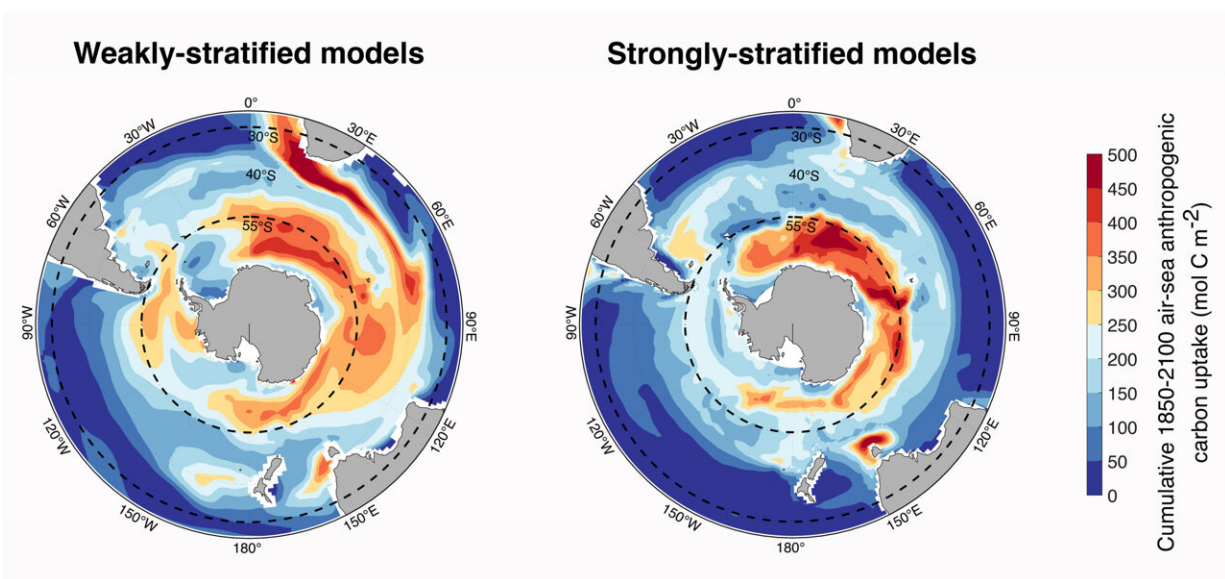 Weakly-stratified models
Strongly-stratified models
0°
30°E
60°E
90°E
120°E
150°E
180°
150°W
120°W
90°W
60°W
30°W
30°S
40°S
55°S
0°
30°E
60°E
90°E
120°E
150°E
180°
150°W
120°W
90°W
60°W
30°W
30°S
40°S
55°S
500
450
400
350
300
250
200
150
100
50
0
Cumulative 1850-2100 air-sea anthropogenic
carbon uptake (mol C m-2)